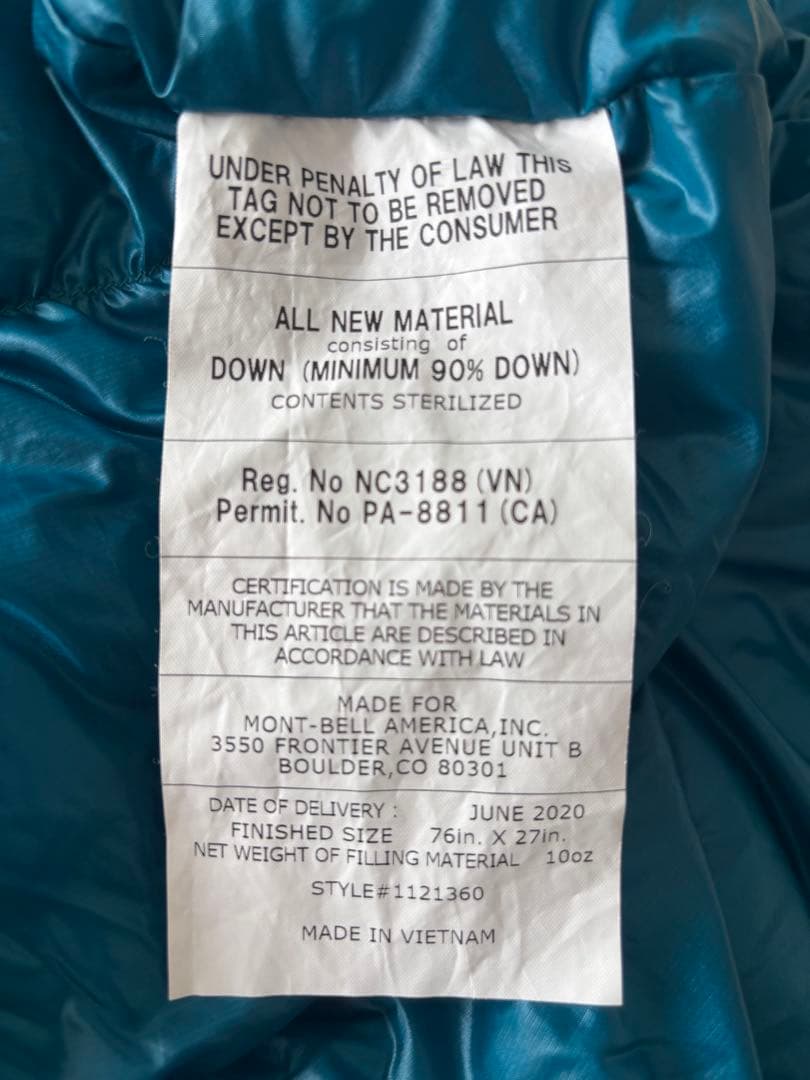 UNDER PENALTY OF LAW THIS
TAG NOT TO BE REMOVED
EXCEPT BY THE CONSUMER
ALL NEW MATERIAL
consisting of
DOWN (MINIMUM 90% DOWN)
CONTENTS STERILIZED
Reg. No NC3188 (VN)
Permit. No PA-8811 (CA)
CERTIFICATION IS MADE BY THE
MANUFACTURER THAT THE MATERIALS IN
THIS ARTICLE ARE DESCRIBED IN
ACCORDANCE WITH LAW
MADE FOR
MONT-BELL AMERICA,INC.
3550 FRONTIER AVENUE UNIT B
BOULDER,CO 80301
DATE OF DELIVERY : JUNE 2020
FINISHED SIZE 76in. X 27in.
NET WEIGHT OF FILLING MATERIAL 10oz
STYLE#1121360
MADE IN VIETNAM